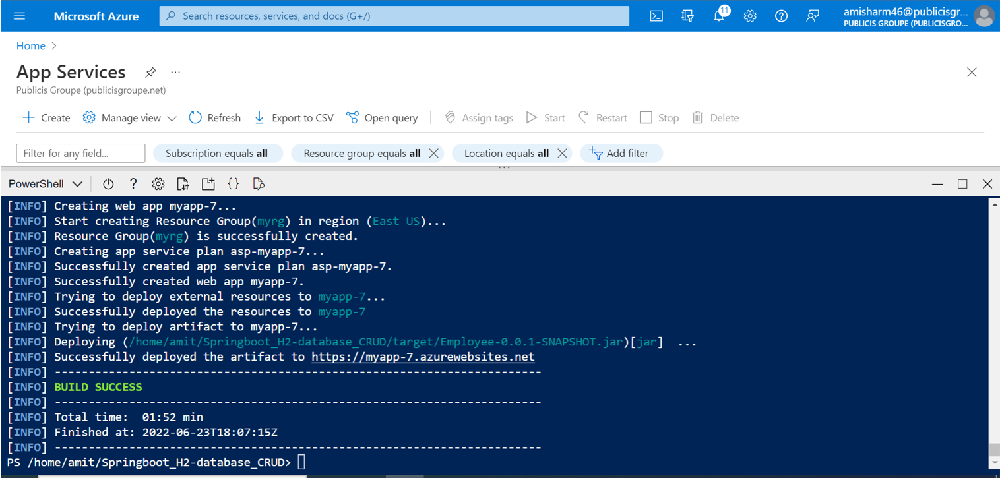 Microsoft Azure
Search resources, services, and docs (G+/)
11
amisharm46@publicisgr...
PUBLICIS GROUPE (PUBLICISGRO...
Home
App Services
Publicis Groupe (publicisgroupe.net)
Create Manage view Refresh Export to CSV Open query Assign tags Start Restart Stop Delete
Filter for any field... Subscription equals all Resource group equals all Location equals all Add filter
PowerShell
[INFO] Creating web app myapp-7...
[INFO] Start creating Resource Group(myrg) in region (East US)...
[INFO] Resource Group(myrg) is successfully created.
[INFO] Creating app service plan asp-myapp-7...
[INFO] Successfully created app service plan asp-myapp-7.
[INFO] Successfully created web app myapp-7.
[INFO] Trying to deploy external resources to myapp-7...
[INFO] Successfully deployed the resources to myapp-7
[INFO] Trying to deploy artifact to myapp-7...
[INFO] Deploying (/home/amit/Springboot_H2-database_CRUD/target/Employee-0.0.1-SNAPSHOT.jar)[jar]  ...
[INFO] Successfully deployed the artifact to https://myapp-7.azurewebsites.net
[INFO] ------------------------------------------------------------------------
[INFO] BUILD SUCCESS
[INFO] ------------------------------------------------------------------------
[INFO] Total time:  01:52 min
[INFO] Finished at: 2022-06-23T18:07:15Z
[INFO] ------------------------------------------------------------------------
PS /home/amit/Springboot_H2-database_CRUD>